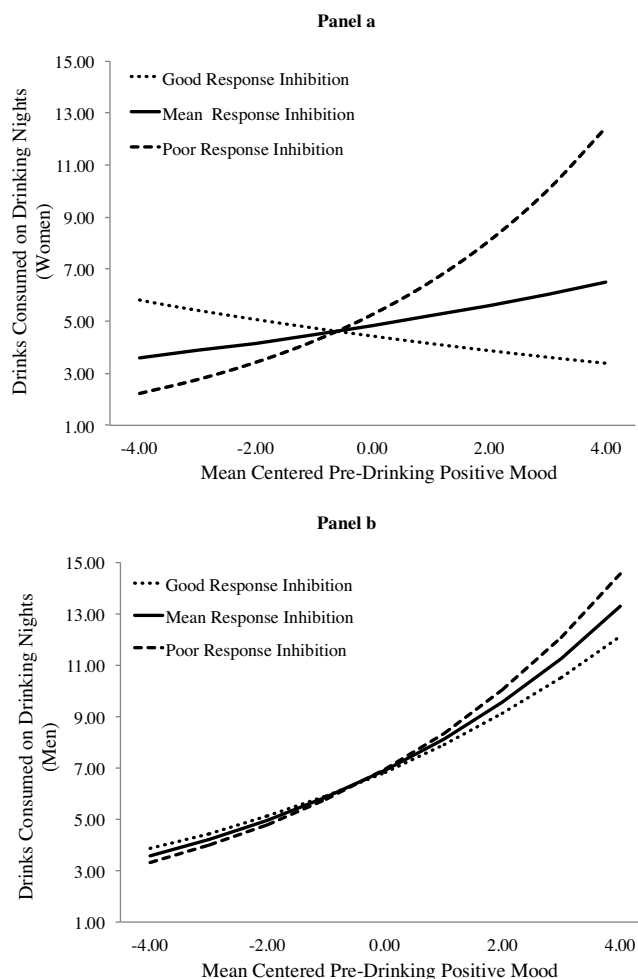 Panel a
15.00
13.00
11.00
9.00
7.00
5.00
3.00
1.00
Drinks Consumed on Drinking Nights
(Women)
Good Response Inhibition
Mean Response Inhibition
Poor Response Inhibition
-4.00 -2.00 0.00 2.00 4.00
Mean Centered Pre-Drinking Positive Mood
Panel b
15.00
13.00
11.00
9.00
7.00
5.00
3.00
1.00
Drinks Consumed on Drinking Nights
(Men)
Good Response Inhibition
Mean Response Inhibition
Poor Response Inhibition
-4.00 -2.00 0.00 2.00 4.00
Mean Centered Pre-Drinking Positive Mood